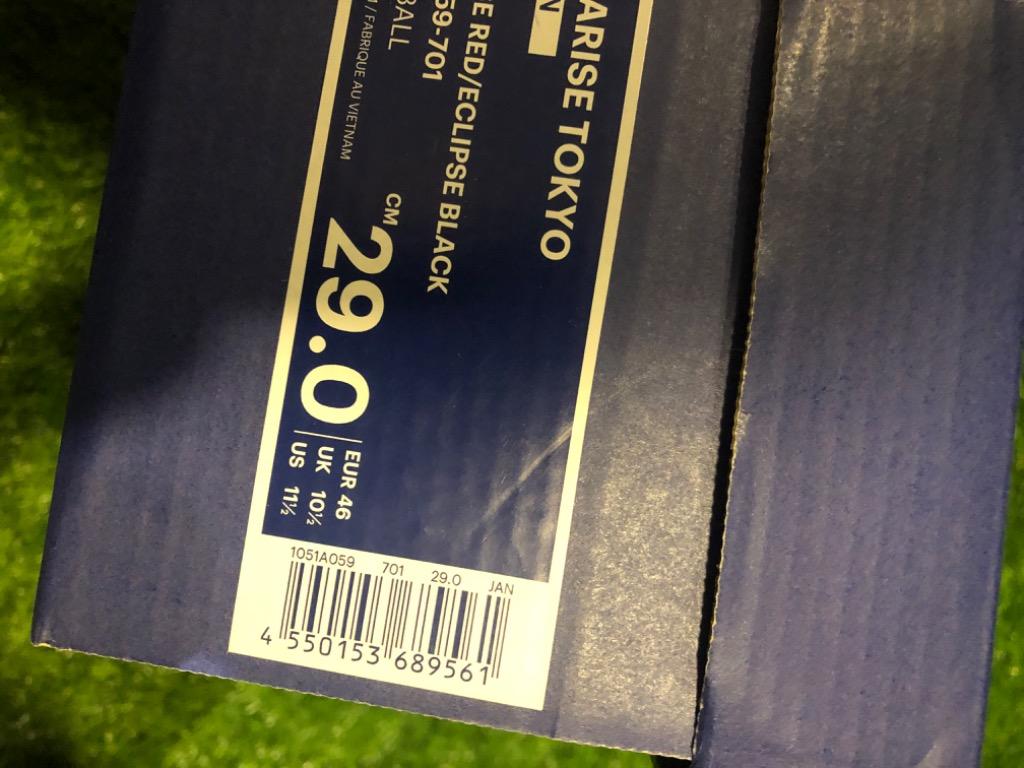 ARISE TOKYO
N
E RED/ECLIPSE BLACK
59-701
BALL
/ FABRIQUE AU VIETNAM
CM 29.0
EUR 46
UK 10½
US 11½
1051A059 701 29.0 JAN
4 550153 689561